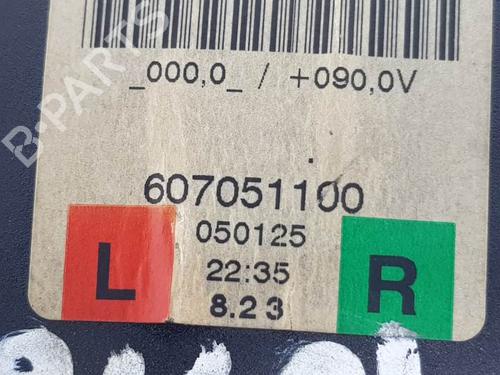 _000,0_ / +090,0V
607051100
050125
L
22:35
R
8.23
B-PARTS